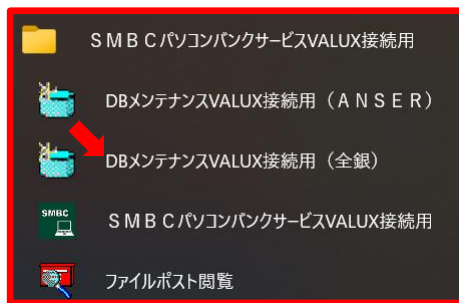 ＳＭＢＣパソコンバンクサービスVALUX接続用
DBメンテナンスVALUX接続用（ＡＮＳＥＲ）
DBメンテナンスVALUX接続用（全銀）
SMBC
ＳＭＢＣパソコンバンクサービスVALUX接続用
ファイルポスト閲覧